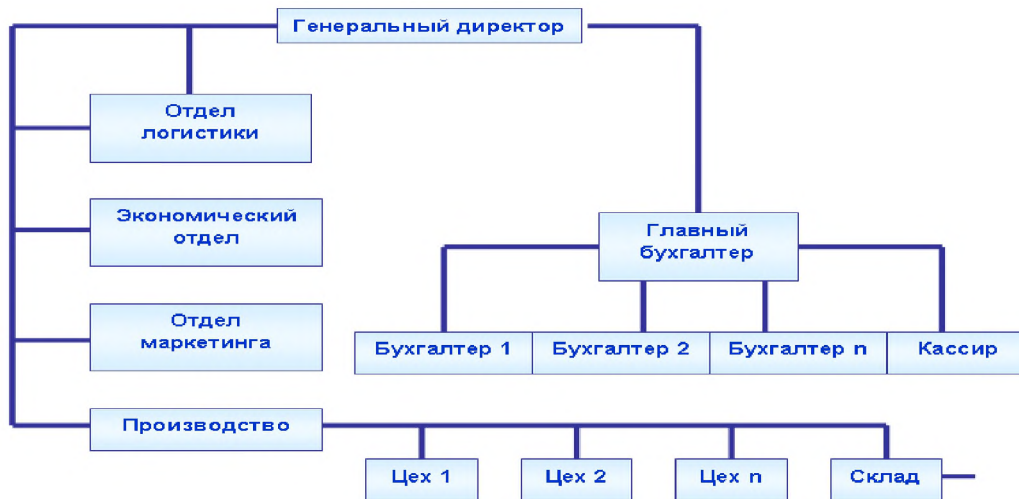 Генеральный директор
Отдел
логистики
Экономический
отдел
Главный
бухгалтер
Отдел
маркетинга
Бухгалтер 1
Бухгалтер 2
Бухгалтер n
Кассир
Производство
Цех 1
Цех 2
Цех n
Склад